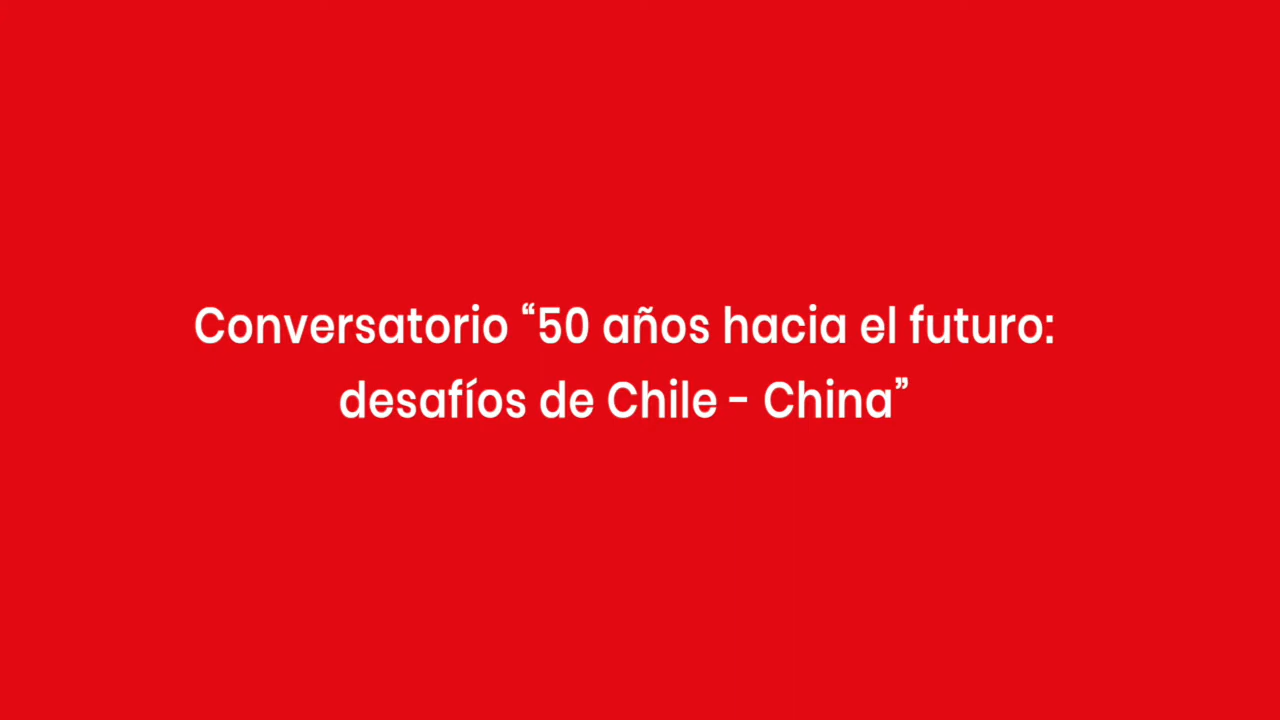 Conversatorio “50 años hacia el futuro:
desafíos de Chile - China”